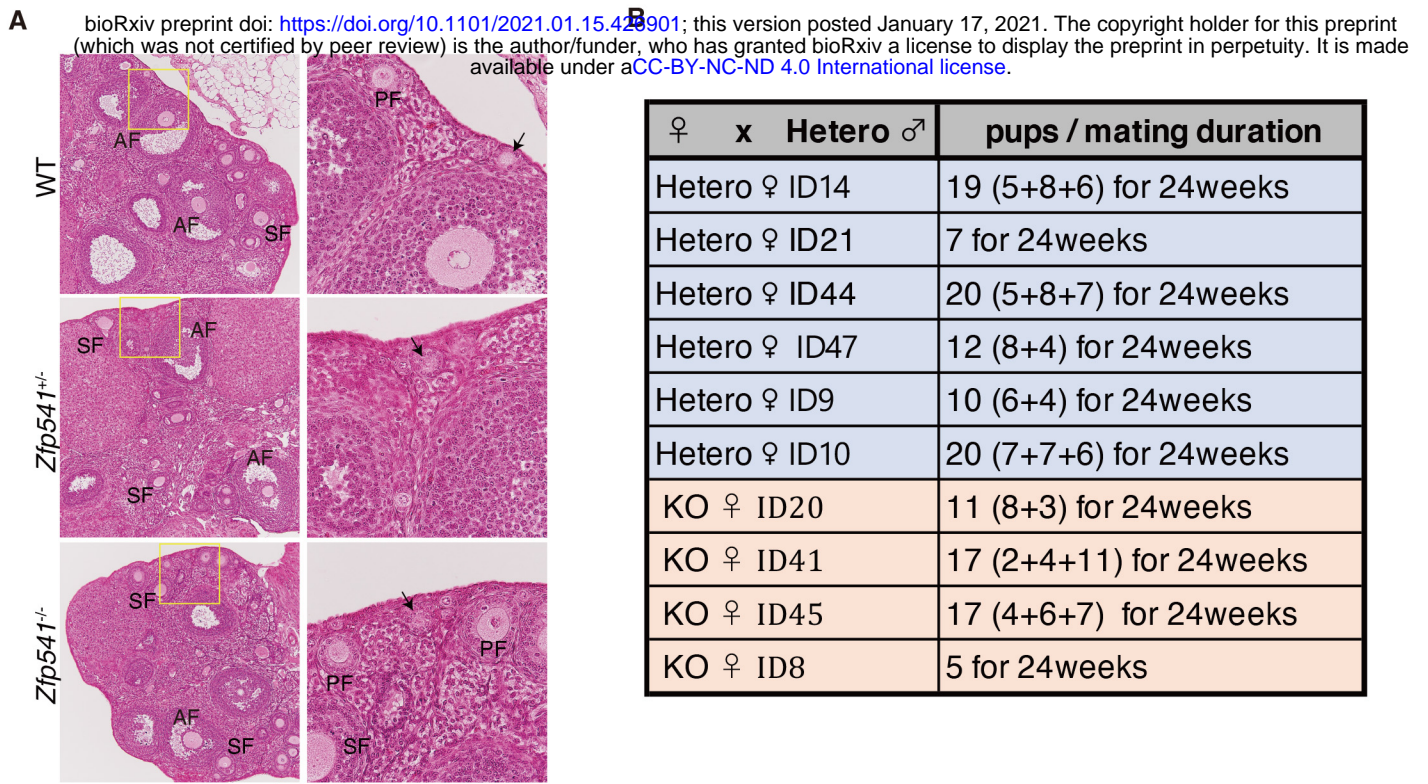 A
B
bioRxiv preprint doi: https://doi.org/10.1101/2021.01.15.426901; this version posted January 17, 2021. The copyright holder for this preprint
(which was not certified by peer review) is the author/funder, who has granted bioRxiv a license to display the preprint in perpetuity. It is made
available under aCC-BY-NC-ND 4.0 International license.
WT
AF
AF
SF
PF
Zfp541+/-
SF
AF
SF
AF
Zfp541-/-
SF
AF
SF
PF
PF
SF
♀ x Hetero ♂ pups / mating duration
Hetero ♀ ID14 19 (5+8+6) for 24weeks
Hetero ♀ ID21 7 for 24weeks
Hetero ♀ ID44 20 (5+8+7) for 24weeks
Hetero ♀ ID47 12 (8+4) for 24weeks
Hetero ♀ ID9 10 (6+4) for 24weeks
Hetero ♀ ID10 20 (7+7+6) for 24weeks
KO ♀ ID20 11 (8+3) for 24weeks
KO ♀ ID41 17 (2+4+11) for 24weeks
KO ♀ ID45 17 (4+6+7) for 24weeks
KO ♀ ID8 5 for 24weeks